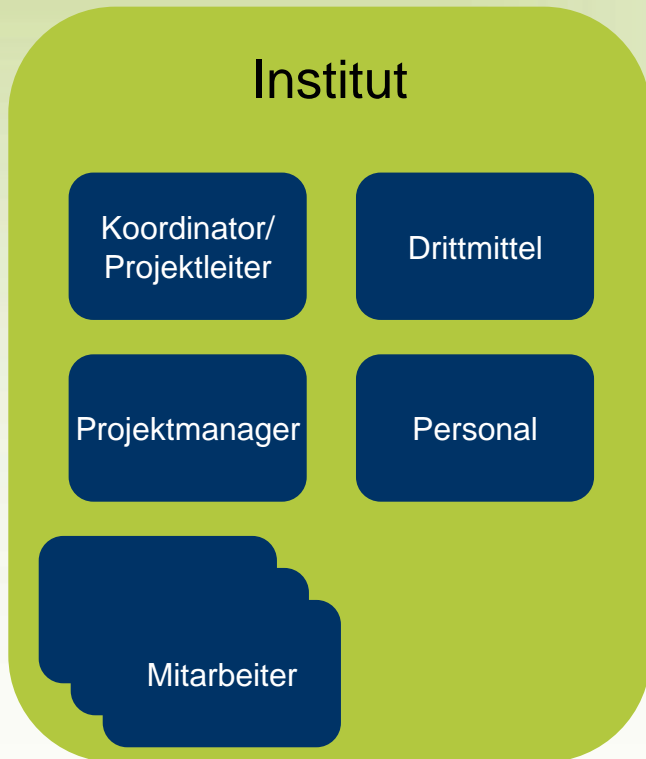 Institut
Koordinator/
Projektleiter
Drittmittel
Projektmanager
Personal
Mitarbeiter